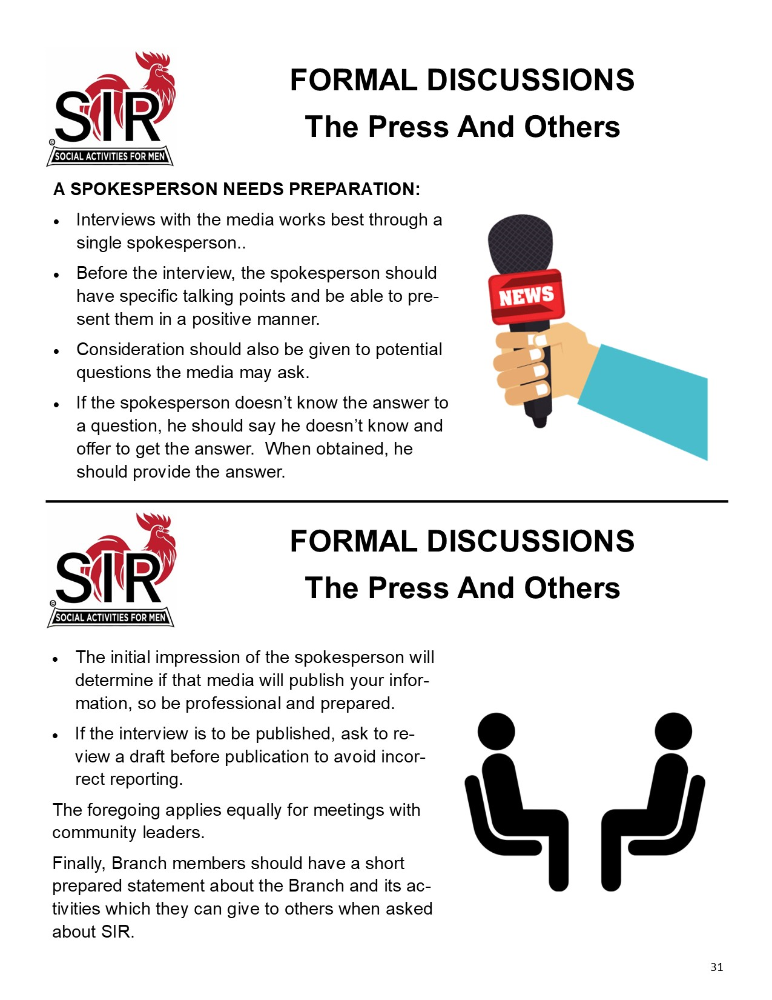 SIR
©
SOCIAL ACTIVITIES FOR MEN
FORMAL DISCUSSIONS
The Press And Others
A SPOKESPERSON NEEDS PREPARATION:
• Interviews with the media works best through a
single spokesperson..
• Before the interview, the spokesperson should
have specific talking points and be able to pre-
sent them in a positive manner.
• Consideration should also be given to potential
questions the media may ask.
• If the spokesperson doesn’t know the answer to
a question, he should say he doesn’t know and
offer to get the answer.  When obtained, he
should provide the answer.
NEWS
SIR
©
SOCIAL ACTIVITIES FOR MEN
FORMAL DISCUSSIONS
The Press And Others
• The initial impression of the spokesperson will
determine if that media will publish your infor-
mation, so be professional and prepared.
• If the interview is to be published, ask to re-
view a draft before publication to avoid incor-
rect reporting.
The foregoing applies equally for meetings with
community leaders.
Finally, Branch members should have a short
prepared statement about the Branch and its ac-
tivities which they can give to others when asked
about SIR.
31